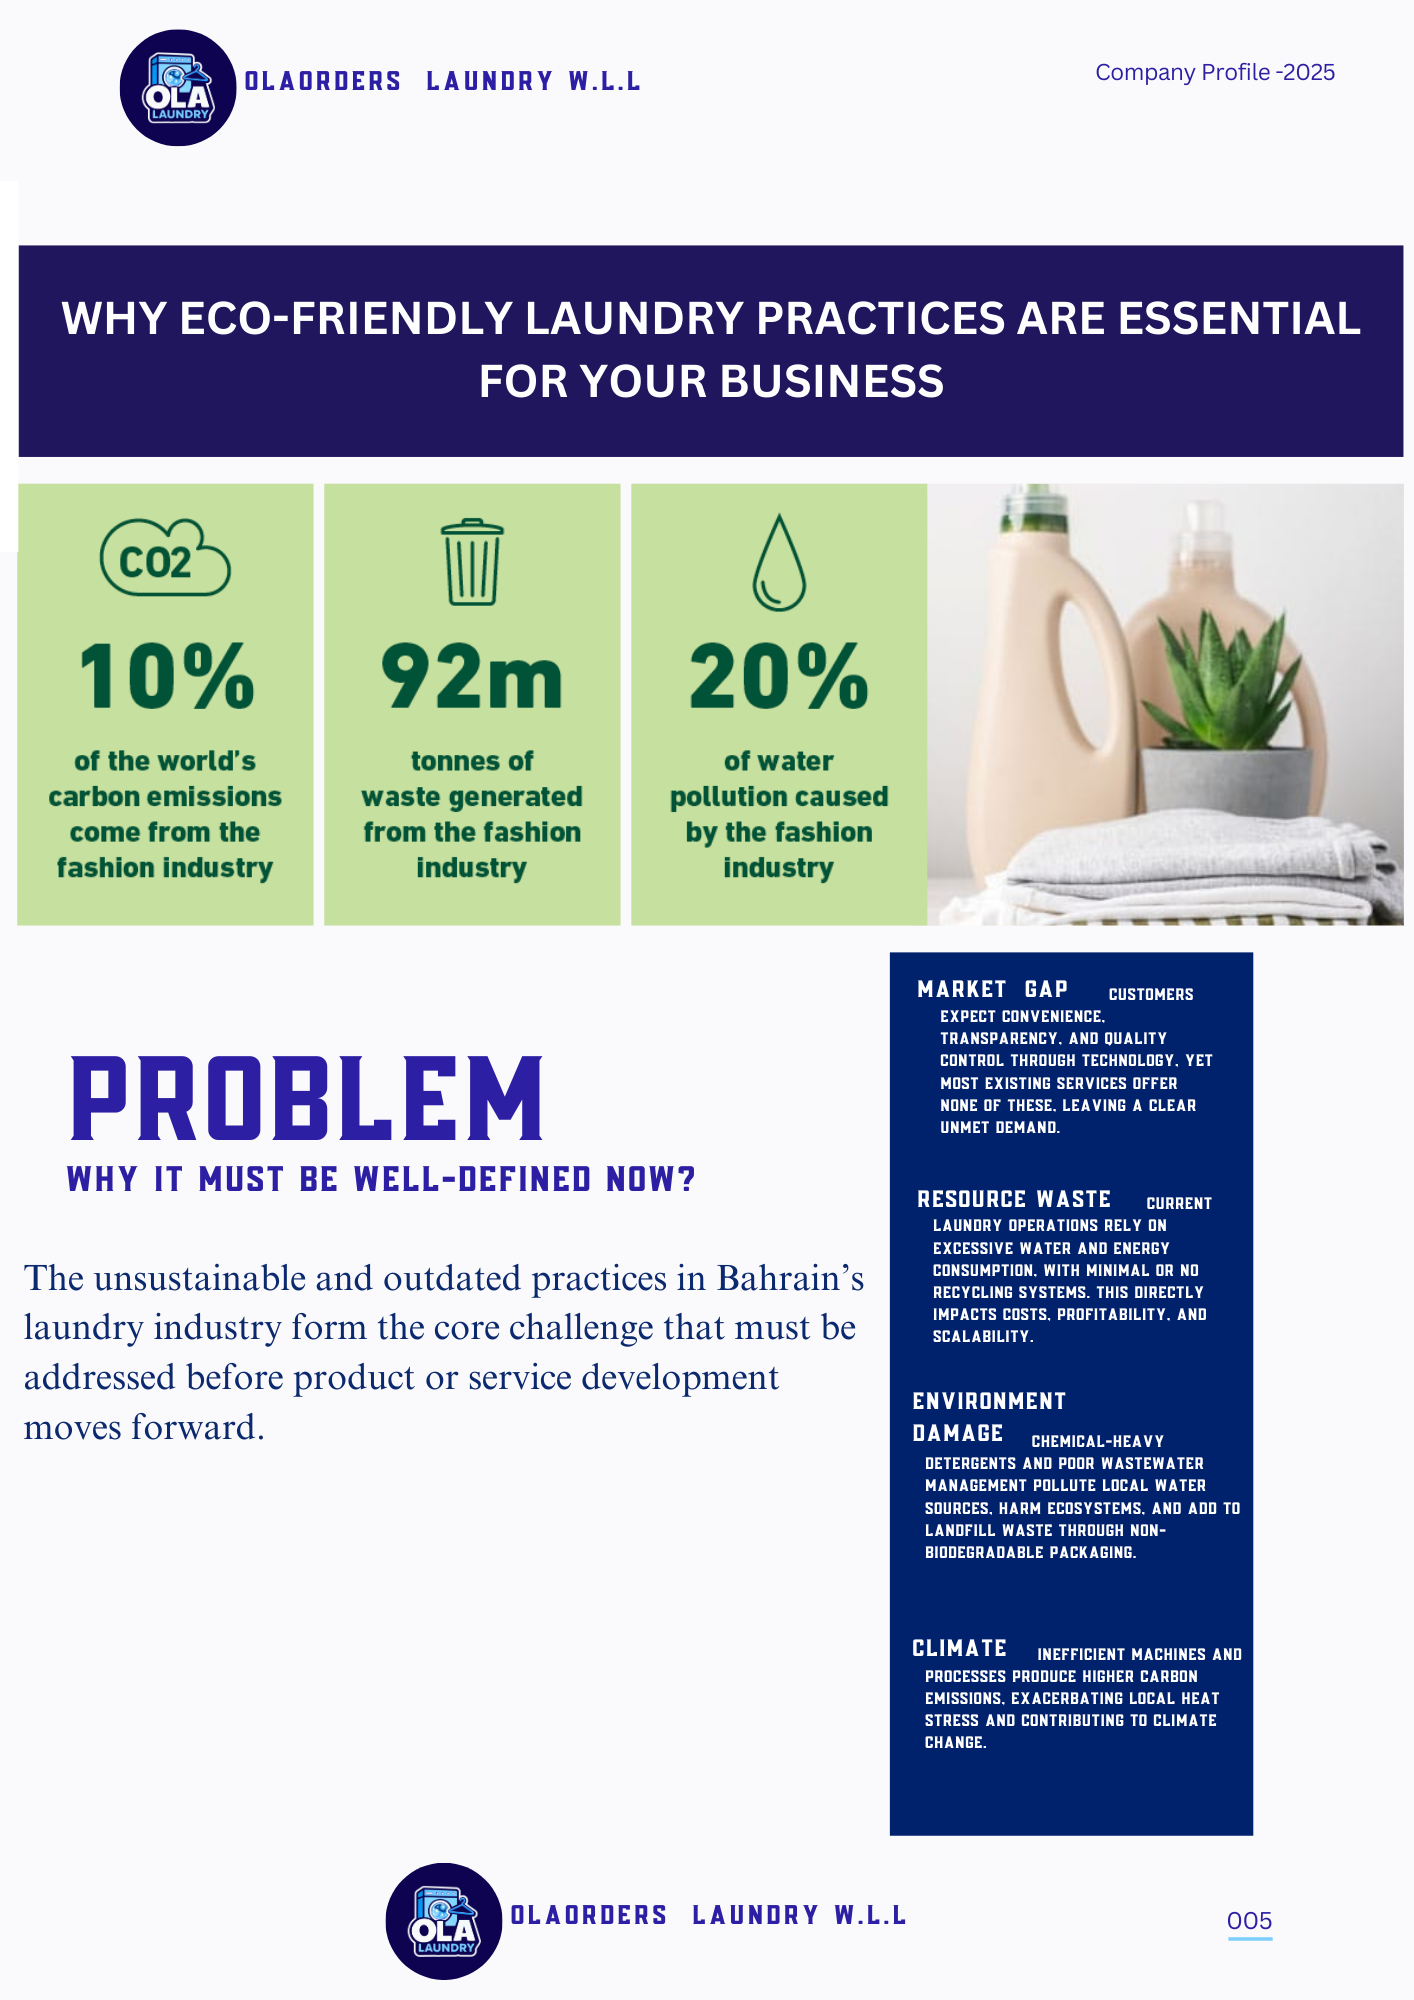 OLA
LAUNDRY
OLAORDERS LAUNDRY W.L.L
Company Profile -2025
WHY ECO-FRIENDLY LAUNDRY PRACTICES ARE ESSENTIAL
FOR YOUR BUSINESS
CO2
10%
of the world's
carbon emissions
come from the
fashion industry
92m
tonnes of
waste generated
from the fashion
industry
20%
of water
pollution caused
by the fashion
industry
PROBLEM
WHY IT MUST BE WELL-DEFINED NOW?
The unsustainable and outdated practices in Bahrain’s
laundry industry form the core challenge that must be
addressed before product or service development
moves forward.
MARKET GAP CUSTOMERS
EXPECT CONVENIENCE,
TRANSPARENCY, AND QUALITY
CONTROL THROUGH TECHNOLOGY, YET
MOST EXISTING SERVICES OFFER
NONE OF THESE, LEAVING A CLEAR
UNMET DEMAND.
RESOURCE WASTE CURRENT
LAUNDRY OPERATIONS RELY ON
EXCESSIVE WATER AND ENERGY
CONSUMPTION, WITH MINIMAL OR NO
RECYCLING SYSTEMS. THIS DIRECTLY
IMPACTS COSTS, PROFITABILITY, AND
SCALABILITY.
ENVIRONMENT
DAMAGE CHEMICAL-HEAVY
DETERGENTS AND POOR WASTEWATER
MANAGEMENT POLLUTE LOCAL WATER
SOURCES, HARM ECOSYSTEMS, AND ADD TO
LANDFILL WASTE THROUGH NON-
BIODEGRADABLE PACKAGING.
CLIMATE INEFFICIENT MACHINES AND
PROCESSES PRODUCE HIGHER CARBON
EMISSIONS, EXACERBATING LOCAL HEAT
STRESS AND CONTRIBUTING TO CLIMATE
CHANGE.
OLA
LAUNDRY
OLAORDERS LAUNDRY W.L.L
005